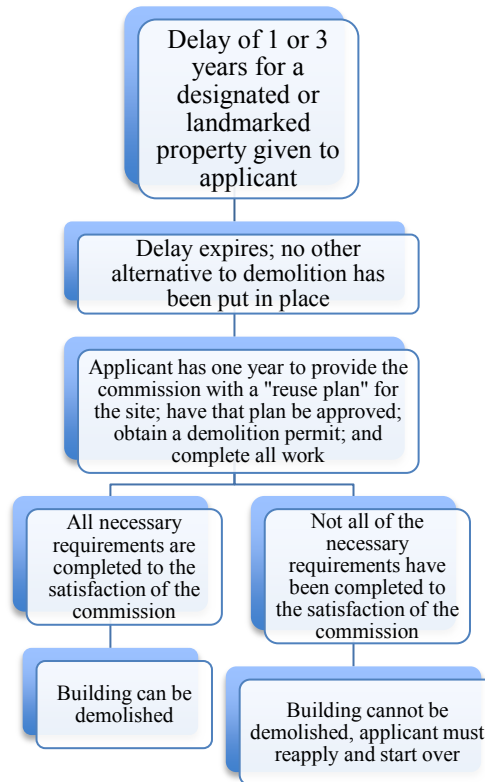 Delay of 1 or 3
years for a
designated or
landmarked
property given to
applicant
Delay expires; no other
alternative to demolition has
been put in place
Applicant has one year to provide the
commission with a "reuse plan" for
the site; have that plan be approved;
obtain a demolition permit; and
complete all work
All necessary
requirements are
completed to the
satisfaction of the
commission
Not all of the
necessary
requirements have
been completed to
the satisfaction of the
commission
Building can be
demolished
Building cannot be
demolished, applicant must
reapply and start over